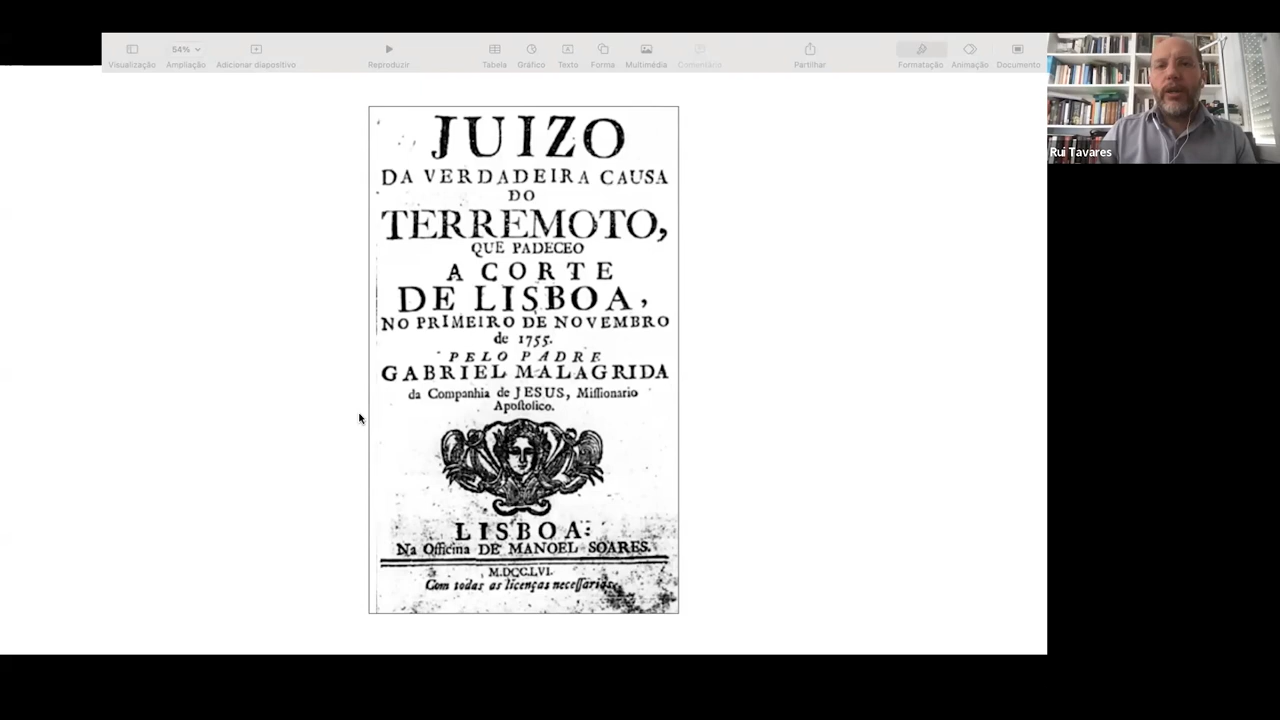 54%
Visualização
Ampliação
Adicionar diapositivo
Reproduzir
Tabela
Gráfico
Texto
Forma
Multimédia
Comentário
Partilhar
Formatação
Animação
Documento
Rui Tavares
JUIZO
DA VERDADEIRA CAUSA
DO
TERREMOTO,
QUE PADECEO
A CORTE
DE LISBOA,
NO PRIMEIRO DE NOVEMBRO
de 1755.
PELO PADRE
GABRIEL MALAGRIDA
da Companhia de JESUS, Miſſionario
Apoſtolico.
LISBOA:
Na Officina DE MANOEL SOARES.
M.DCC.LVI.
Com todas as licenças neceſſarias.